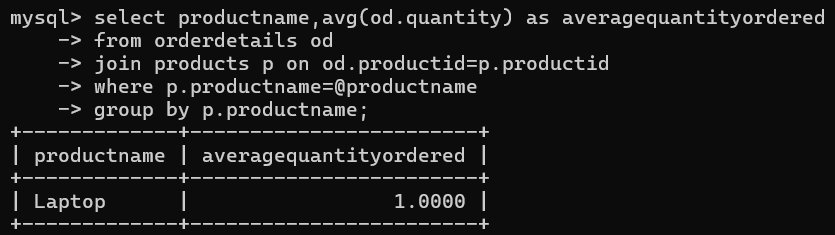 mysql> select productname,avg(od.quantity) as averagequantityordered
    -> from orderdetails od
    -> join products p on od.productid=p.productid
    -> where p.productname=@productname
    -> group by p.productname;
+-------------+------------------------+
| productname | averagequantityordered |
+-------------+------------------------+
| Laptop      |                 1.0000 |
+-------------+------------------------+